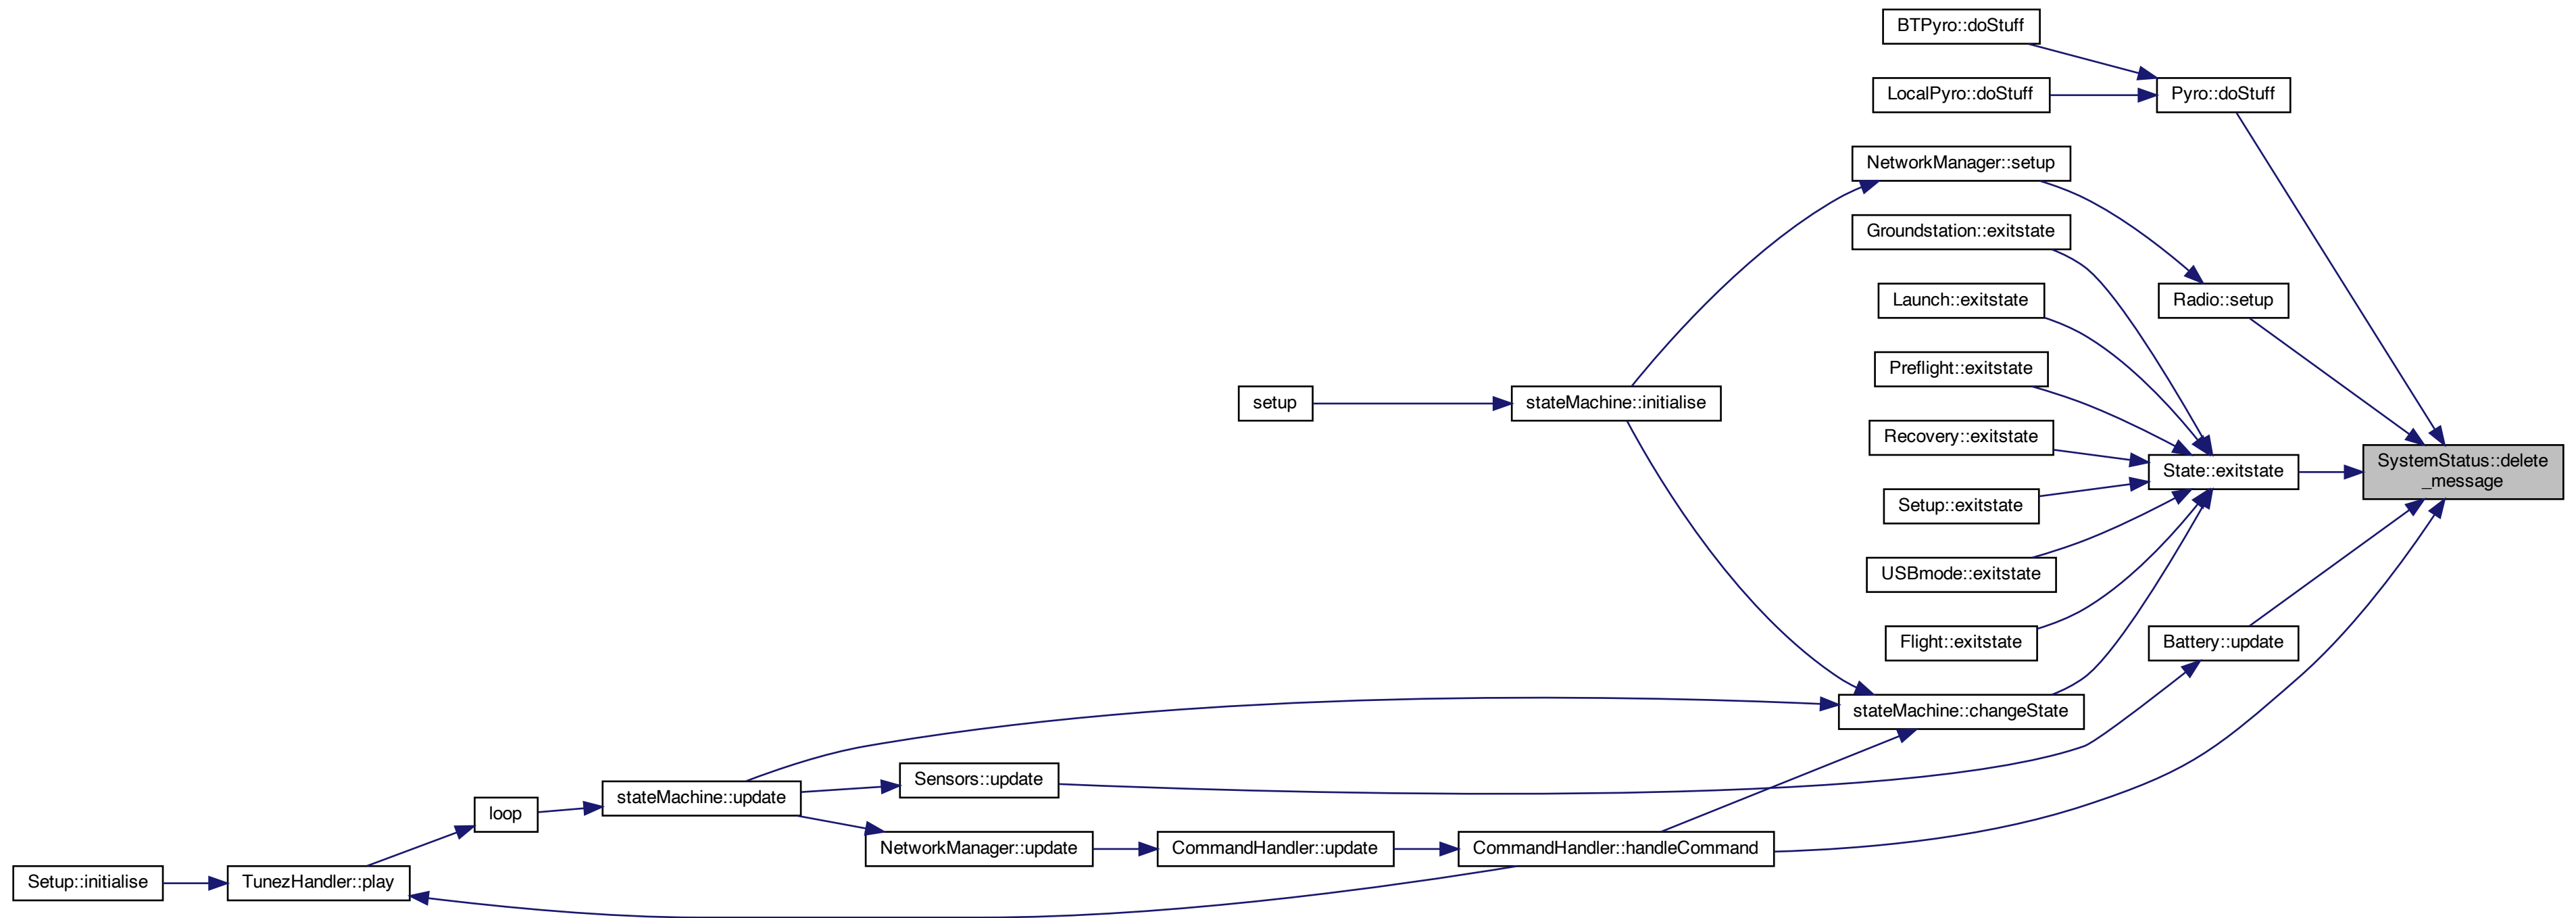 BTPyro::doStuff
LocalPyro::doStuff
Pyro::doStuff
NetworkManager::setup
Groundstation::exitstate
Launch::exitstate
Radio::setup
Preflight::exitstate
setup
stateMachine::initialise
Recovery::exitstate
State::exitstate
SystemStatus::delete
_message
Setup::exitstate
USBmode::exitstate
Flight::exitstate
Battery::update
stateMachine::changeState
Sensors::update
stateMachine::update
loop
NetworkManager::update
CommandHandler::update
CommandHandler::handleCommand
Setup::initialise
TunezHandler::play